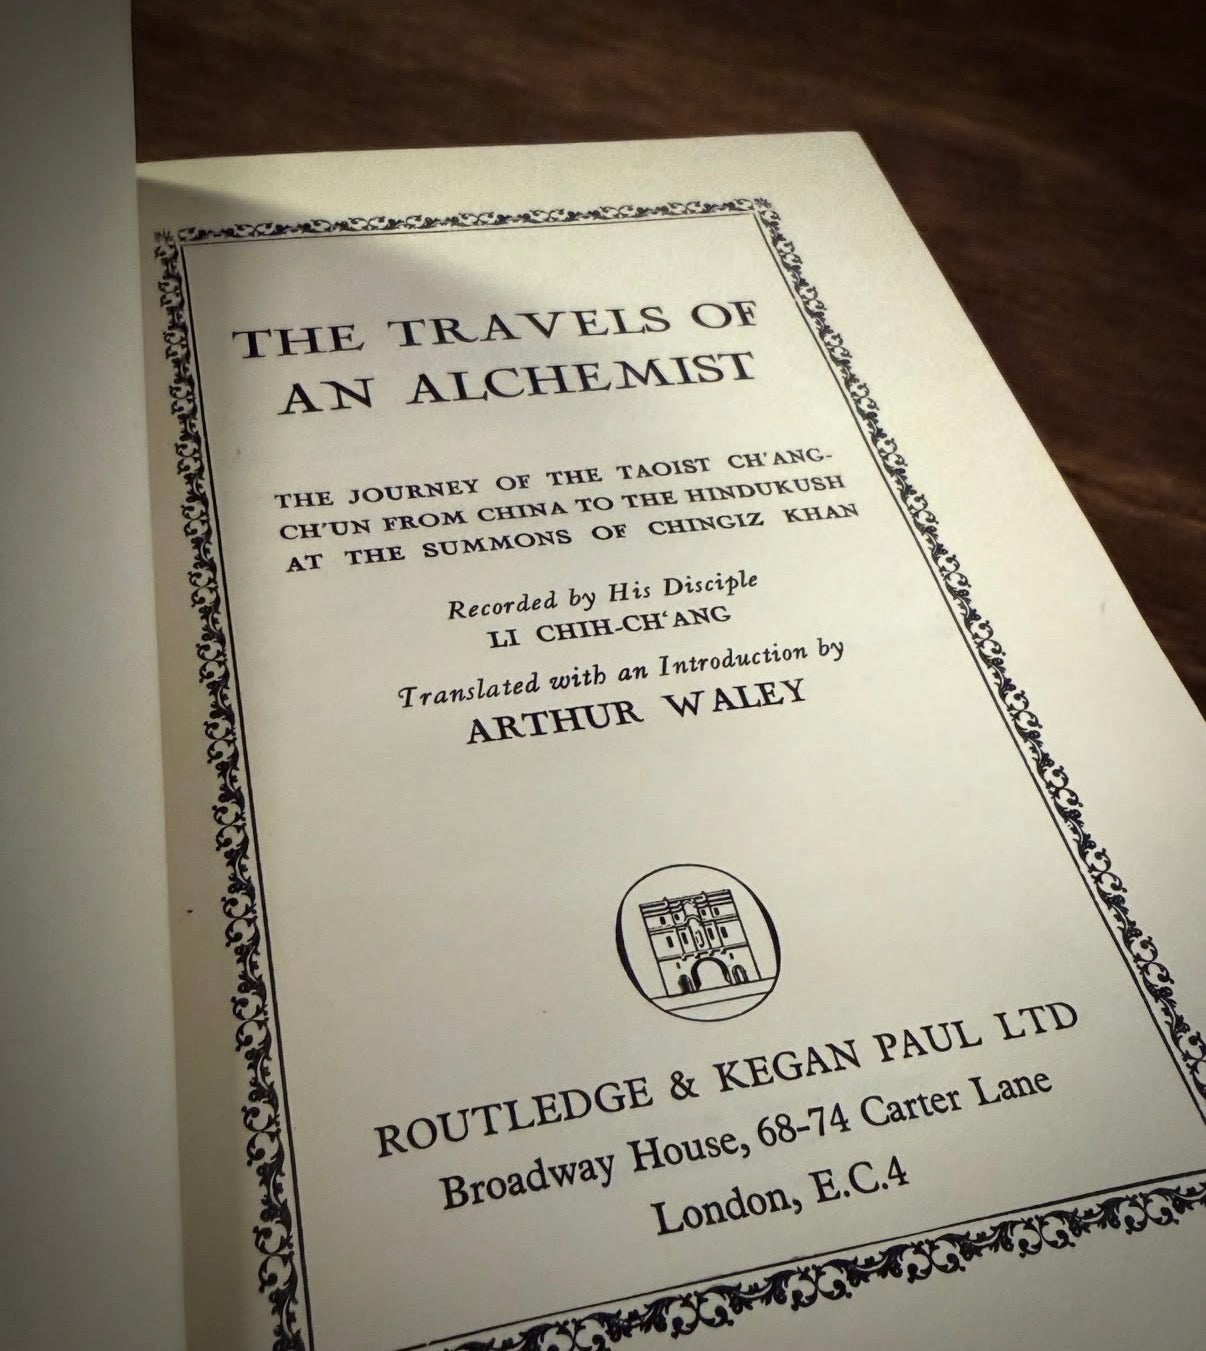 THE TRAVELS OF
AN ALCHEMIST
THE JOURNEY OF THE TAOIST CH'ANG-
CH'UN FROM CHINA TO THE HINDUKUSH
AT THE SUMMONS OF CHINGIZ KHAN
Recorded by His Disciple
LI CHIH-CH‘ANG
Translated with an Introduction by
ARTHUR WALEY
ROUTLEDGE & KEGAN PAUL LTD
Broadway House, 68-74 Carter Lane
London, E.C.4